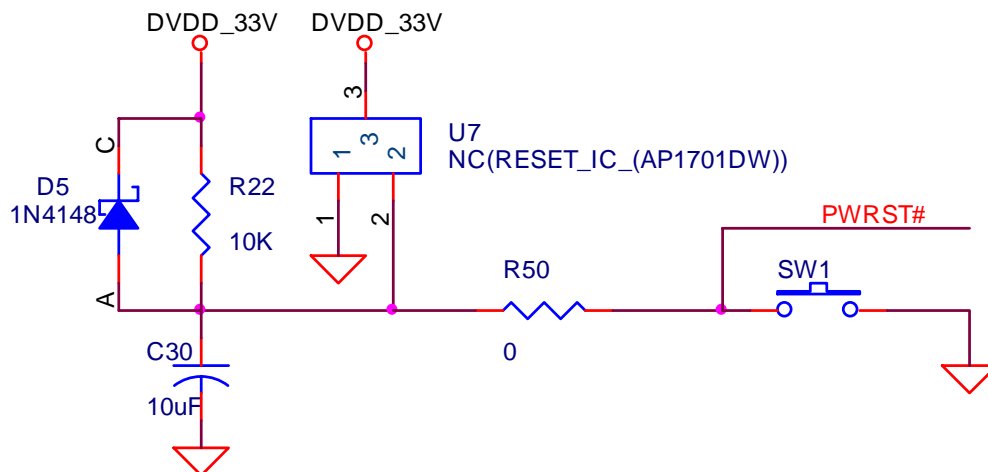 DVDD_33V
DVDD_33V
3
C
1
3
2
U7
NC(RESET_IC_(AP1701DW))
D5
1N4148
R22
10K
1
2
PWRST#
A
R50
0
SW1
C30
10uF